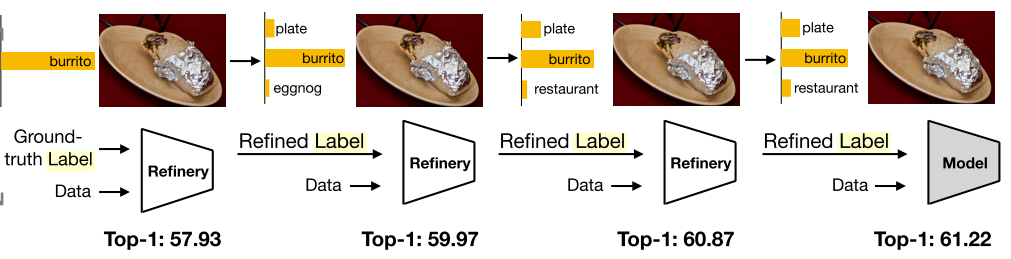 burrito
plate
burrito
eggnog
plate
burrito
restaurant
plate
burrito
restaurant
Ground-
truth Label
Data
Refinery
Refined Label
Data
Refinery
Refined Label
Data
Refinery
Refined Label
Data
Model
Top-1: 57.93
Top-1: 59.97
Top-1: 60.87
Top-1: 61.22